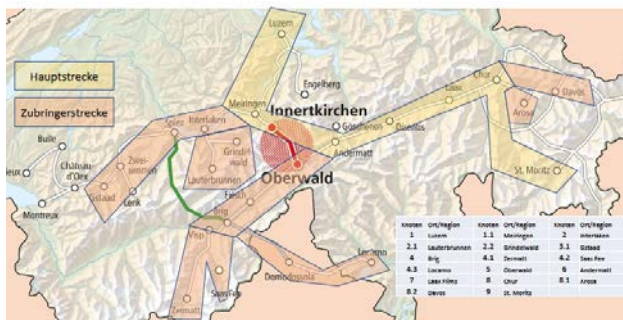 Luzern
Hauptstrecke
Engelberg
Chur
Davos
Zubringerstrecke
Meiringen
Innertkirchen
Laax
Arosa
Spiez
Interlaken
Göschenen
Disentis
Bulle
Grindel-
wald
Andermatt
Zwei-
simmen
St. Moritz
Château-
d'Oex
Lauterbrunnen
Oberwald
Gstaad
Lenk
Fiesch
Montreux
Brig
Visp
Locarno
Domodossola
Saas Fee
Zermatt
Knoten Ort/Region Knoten Ort/Region Knoten Ort/Region
1 Luzern 1.1 Meiringen 2 Interlaken
2.1 Lauterbrunnen 2.2 Grindelwald 3.1 Gstaad
4 Brig 4.1 Zermatt 4.2 Saas Fee
4.3 Locarno 5 Oberwald 6 Andermatt
7 Laax Flims 8 Chur 8.1 Arosa
8.2 Davos 9 St. Moritz